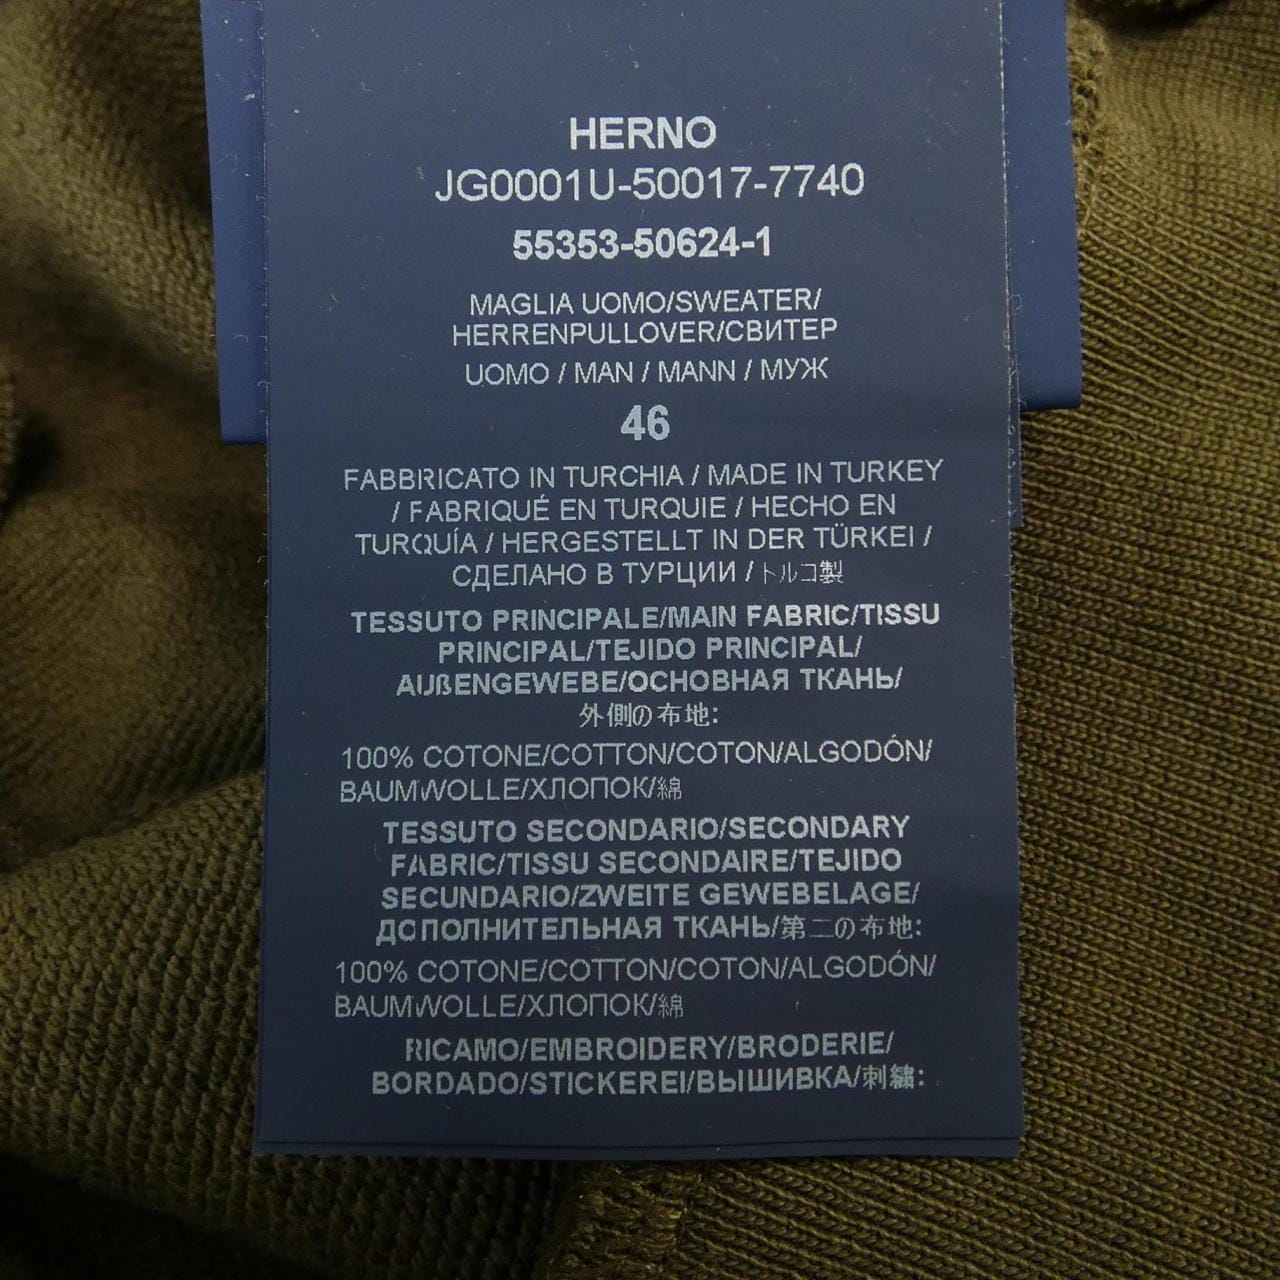 HERNO
JG0001U-50017-7740
55353-50624-1
MAGLIA UOMO/SWEATER/
HERRENPULLOVER/СВИТЕР
UOMO / MAN / MANN / МУЖ
46
FABBRICATO IN TURCHIA / MADE IN TURKEY
/ FABRIQUÉ EN TURQUIE / HECHO EN
TURQUÍA / HERGESTELLT IN DER TÜRKEI /
СДЕЛАНО В ТУРЦИИ / トルコ製
TESSUTO PRINCIPALE/MAIN FABRIC/TISSU
PRINCIPAL/TEJIDO PRINCIPAL/
AUßENGEWEBE/ОСНОВНАЯ ТКАНЬ/
外側の布地:
100% COTONE/COTTON/COTON/ALGODÓN/
BAUMWOLLE/ХЛОПОК/綿
TESSUTO SECONDARIO/SECONDARY
FABRIC/TISSU SECONDAIRE/TEJIDO
SECUNDARIO/ZWEITE GEWEBELAGE/
ДОПОЛНИТЕЛЬНАЯ ТКАНЬ/第二の布地:
100% COTONE/COTTON/COTON/ALGODÓN/
BAUMWOLLE/ХЛОПОК/綿
RICAMO/EMBROIDERY/BRODERIE/
BORDADO/STICKEREI/ВЫШИВКА/刺繍: